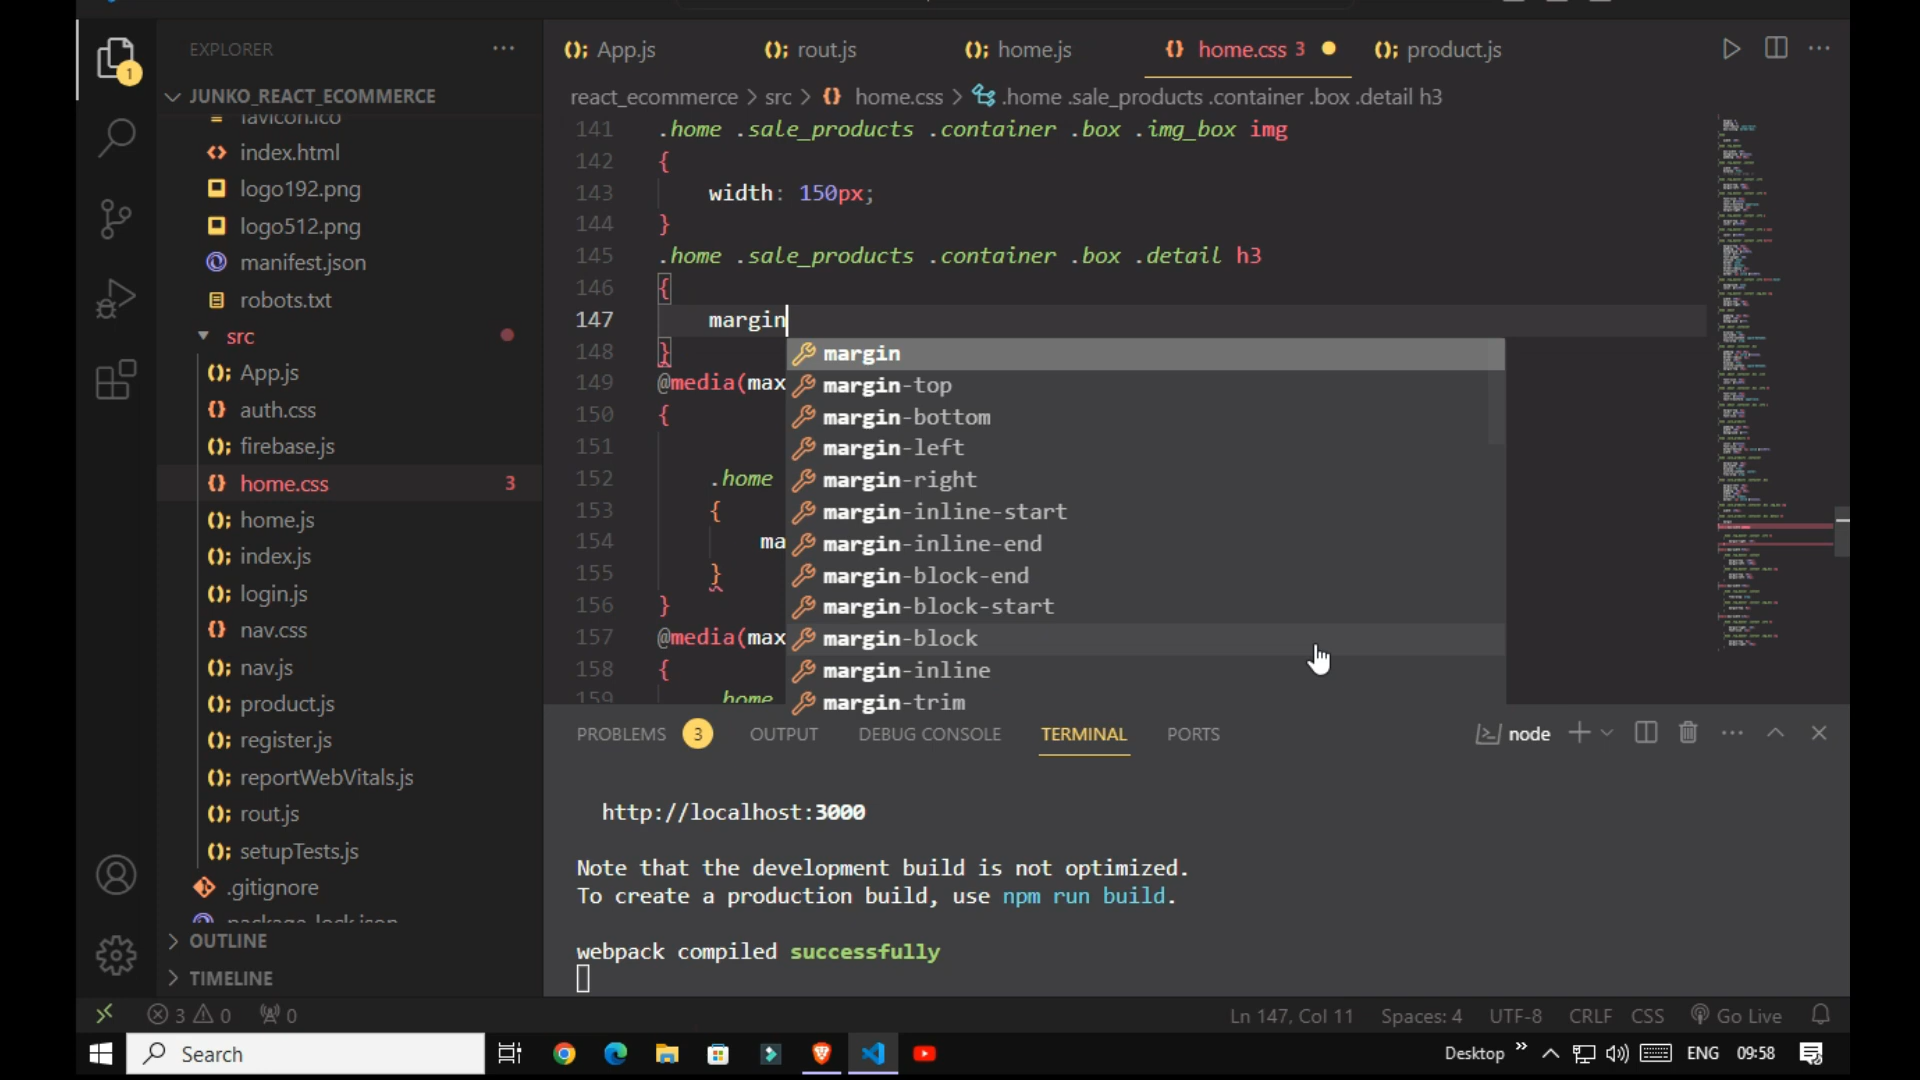 EXPLORER
JUNKO_REACT_ECOMMERCE
favicon.ico
index.html
logo192.png
logo512.png
manifest.json
robots.txt
src
App.js
auth.css
firebase.js
home.css 3
home.js
index.js
login.js
nav.css
nav.js
product.js
register.js
reportWebVitals.js
rout.js
setupTests.js
.gitignore
package-lock.json
OUTLINE
TIMELINE
1
App.js rout.js home.js home.css 3 product.js
react_ecommerce > src > home.css > .home .sale_products .container .box .detail h3
141 .home .sale_products .container .box .img_box img
142 {
143 width: 150px;
144 }
145 .home .sale_products .container .box .detail h3
146 {
147 margin
148 }
149 @media(max
150 {
151
152 .home
153 {
154 ma
155 }
156 }
157 @media(max
158 {
159 .home
margin
margin-top
margin-bottom
margin-left
margin-right
margin-inline-start
margin-inline-end
margin-block-end
margin-block-start
margin-block
margin-inline
margin-trim
PROBLEMS 3 OUTPUT DEBUG CONSOLE TERMINAL PORTS node
http://localhost:3000
Note that the development build is not optimized.
To create a production build, use npm run build.
webpack compiled successfully
3 0 0 Ln 147, Col 11 Spaces: 4 UTF-8 CRLF CSS Go Live
Search Desktop ENG 09:58